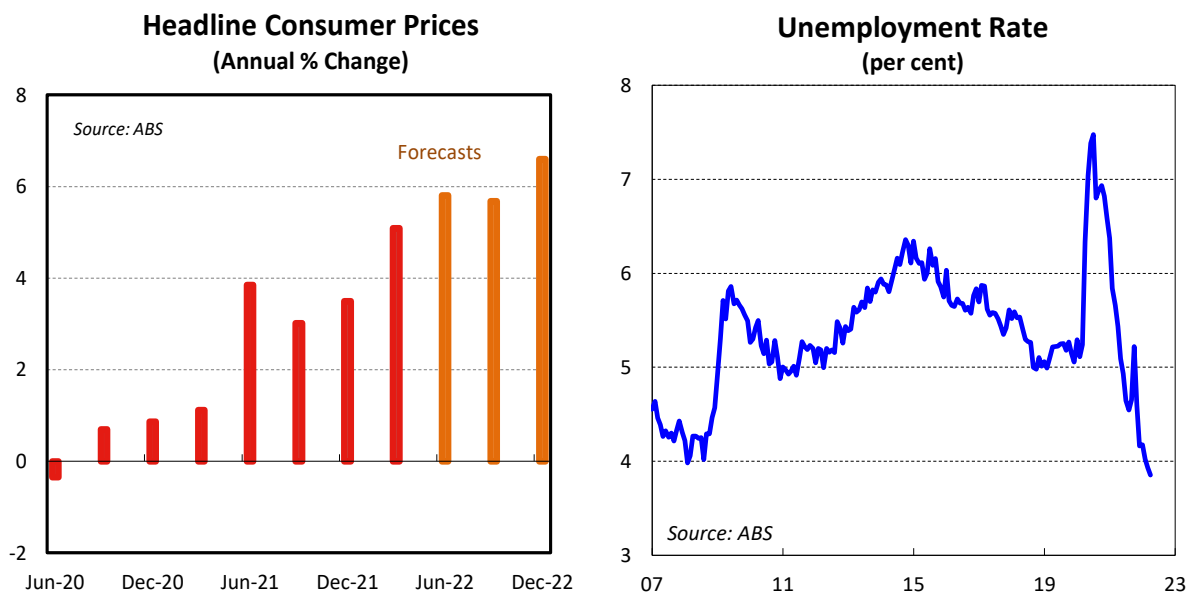 Headline Consumer Prices
(Annual % Change)
8
Source: ABS
Forecasts
6
4
2
0
-2
Jun-20 Dec-20 Jun-21 Dec-21 Jun-22 Dec-22
Unemployment Rate
(per cent)
8
7
6
5
4
Source: ABS
3
07 11 15 19 23